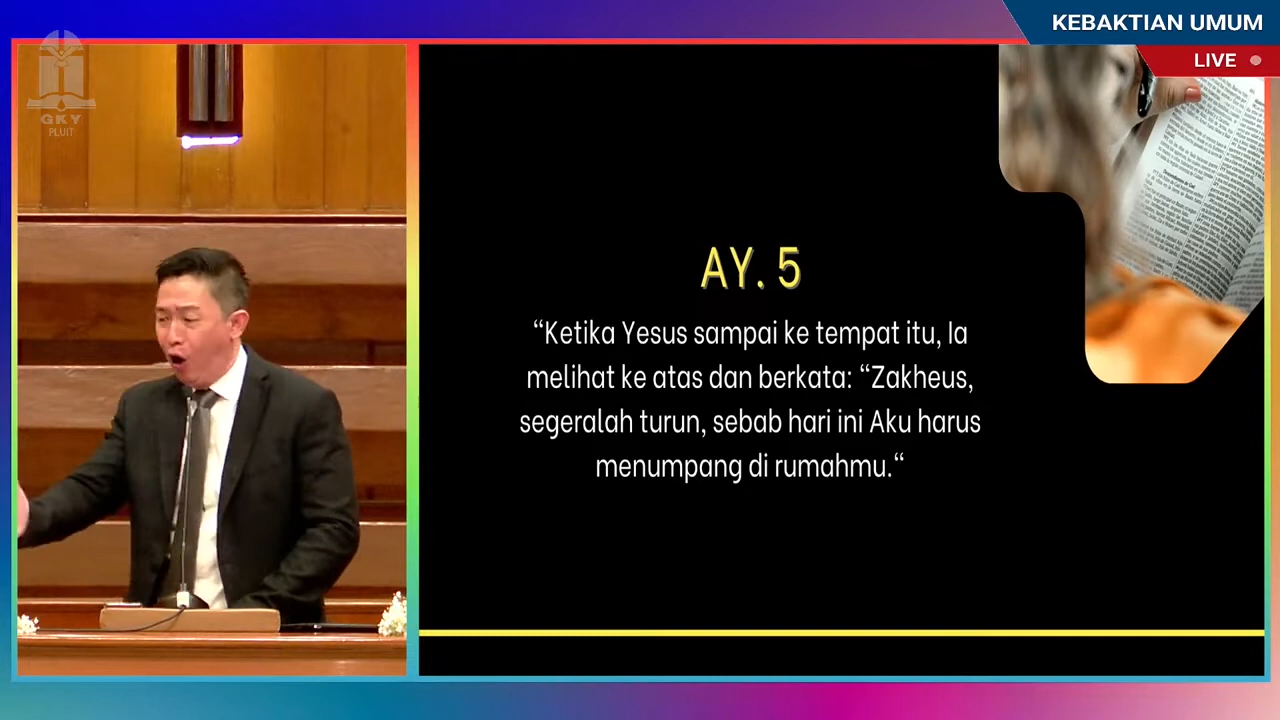 KEBAKTIAN UMUM
LIVE
GKY
PLUIT
AY. 5
“Ketika Yesus sampai ke tempat itu, Ia
melihat ke atas dan berkata: “Zakheus,
segeralah turun, sebab hari ini Aku harus
menumpang di rumahmu.“